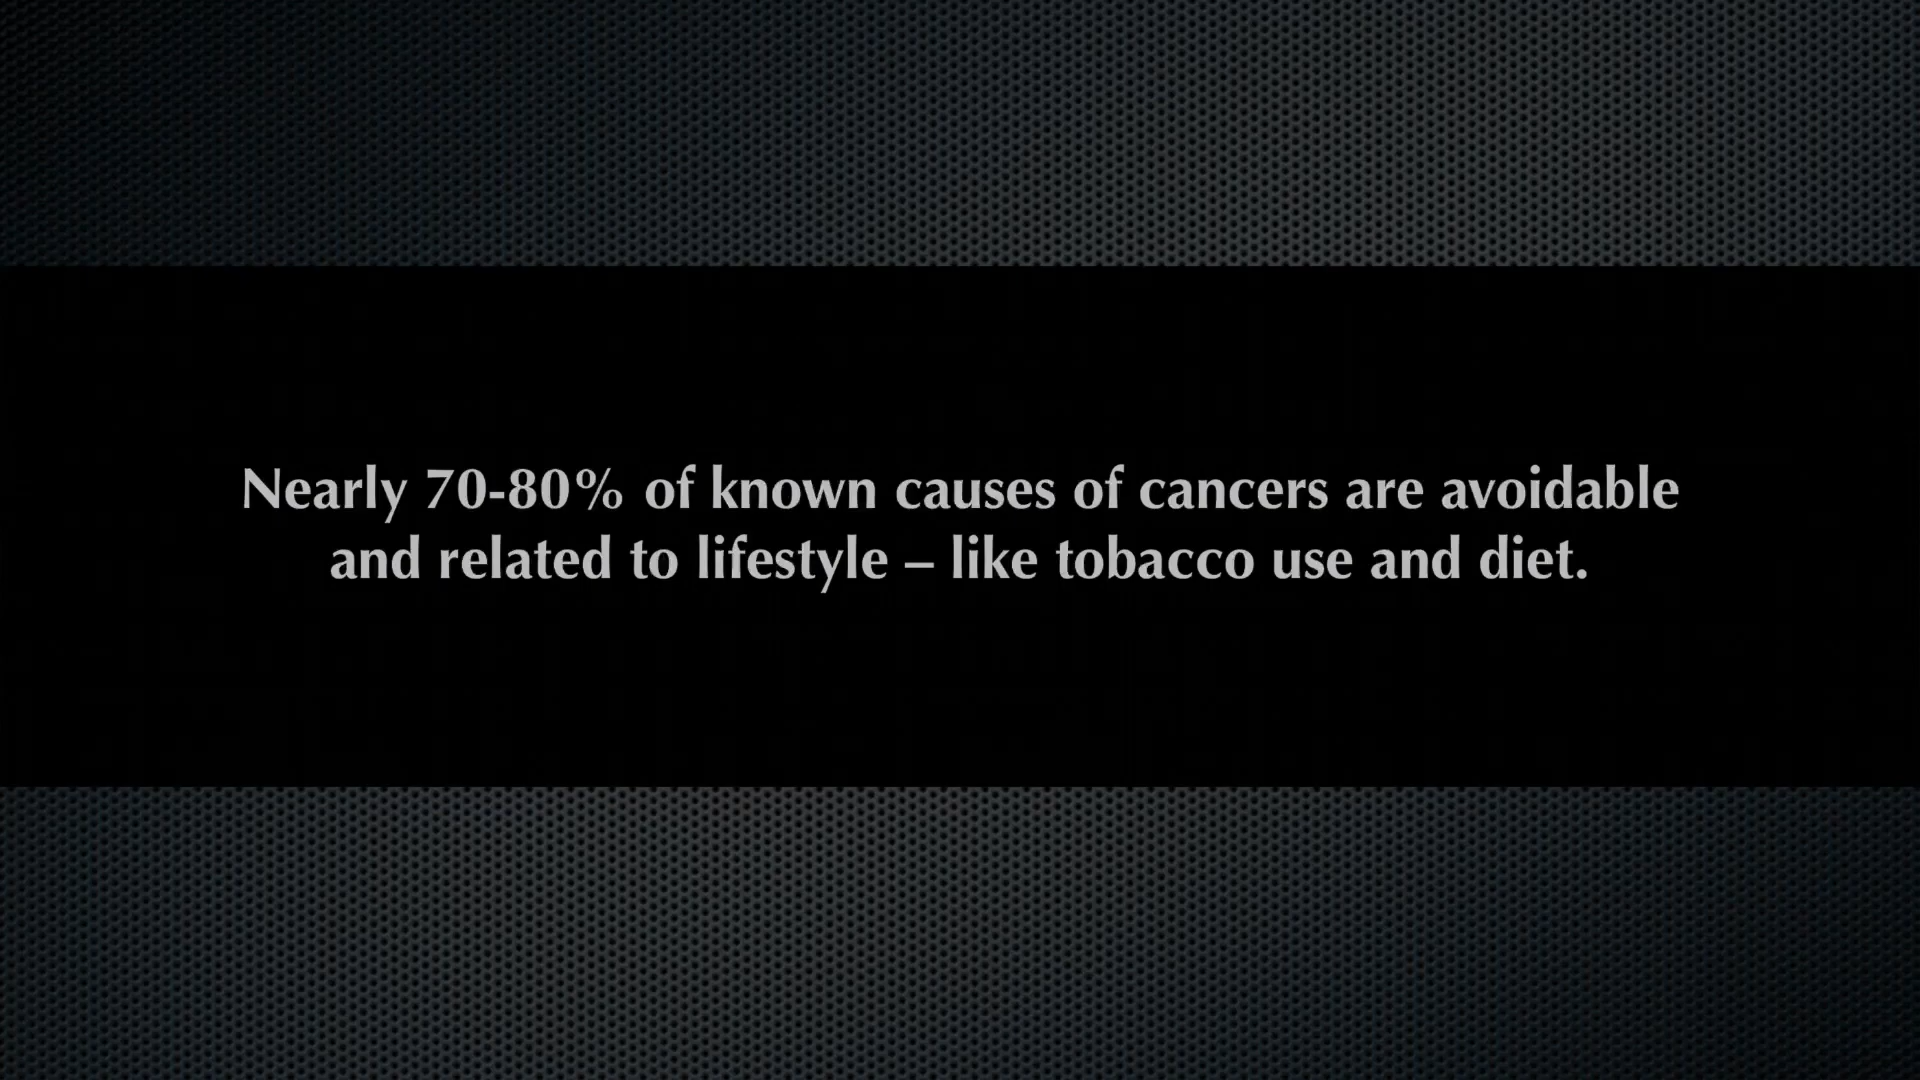 Nearly 70-80% of known causes of cancers are avoidable
and related to lifestyle – like tobacco use and diet.